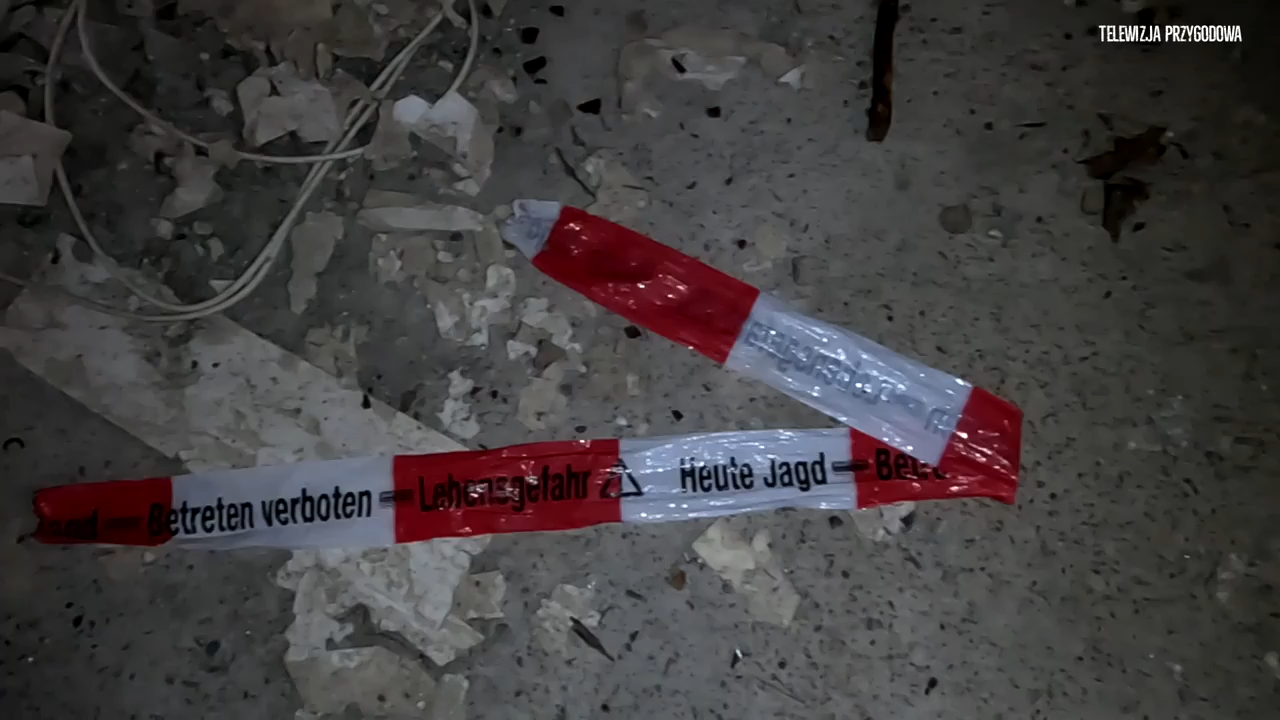 TELEWIZJA PRZYGODOWA
Betreten verboten — Lebensgefahr Heute Jagd —